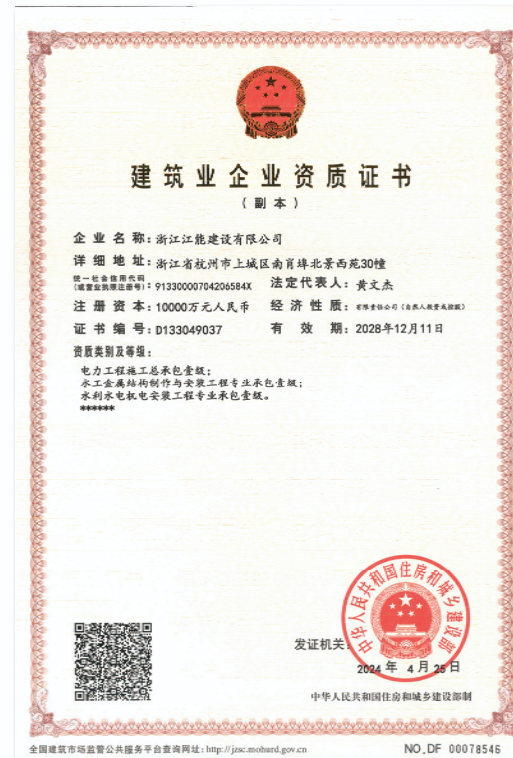 建筑业企业资质证书
（副本）
企业名称：浙江江能建设有限公司
详细地址：浙江省杭州市上城区南肖埠北景西苑30幢
统一社会信用代码
（或营业执照注册号）：91330000704206584X 法定代表人：黄文杰
注册资本：10000万元人民币 经济性质：有限责任公司（自然人投资或控股）
证书编号：D133049037 有效期：2028年12月11日
资质类别及等级：
电力工程施工总承包壹级；
水工金属结构制作与安装工程专业承包壹级；
水利水电机电安装工程专业承包壹级。
******
中华人民共和国住房和城乡建设部
发证机关：
2024年4月25日
中华人民共和国住房和城乡建设部制
全国建筑市场监管公共服务平台查询网址：http://jzsc.mohurd.gov.cn
NO.DF 00078546